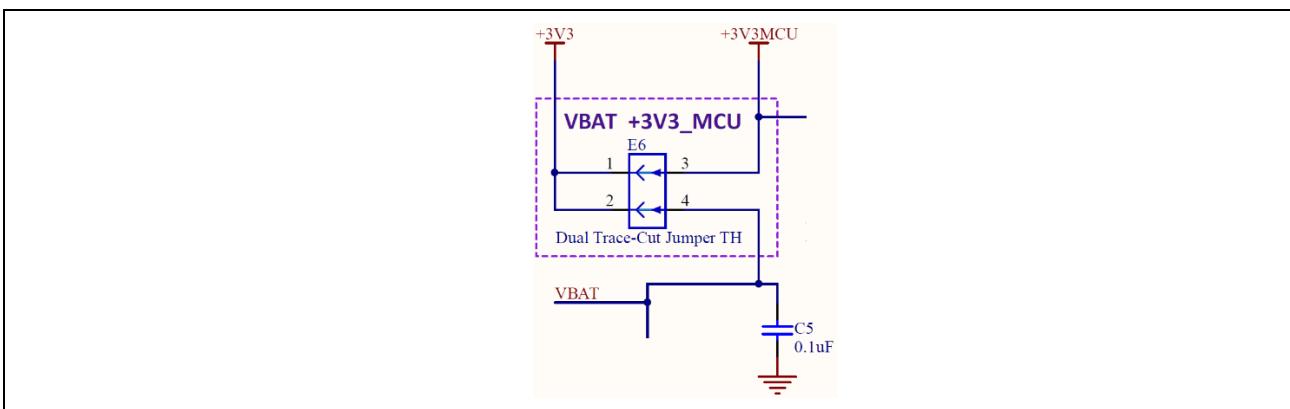 +3V3 +3V3MCU
VBAT +3V3_MCU
E6
1 3
2 4
Dual Trace-Cut Jumper TH
VBAT
C5
0.1uF